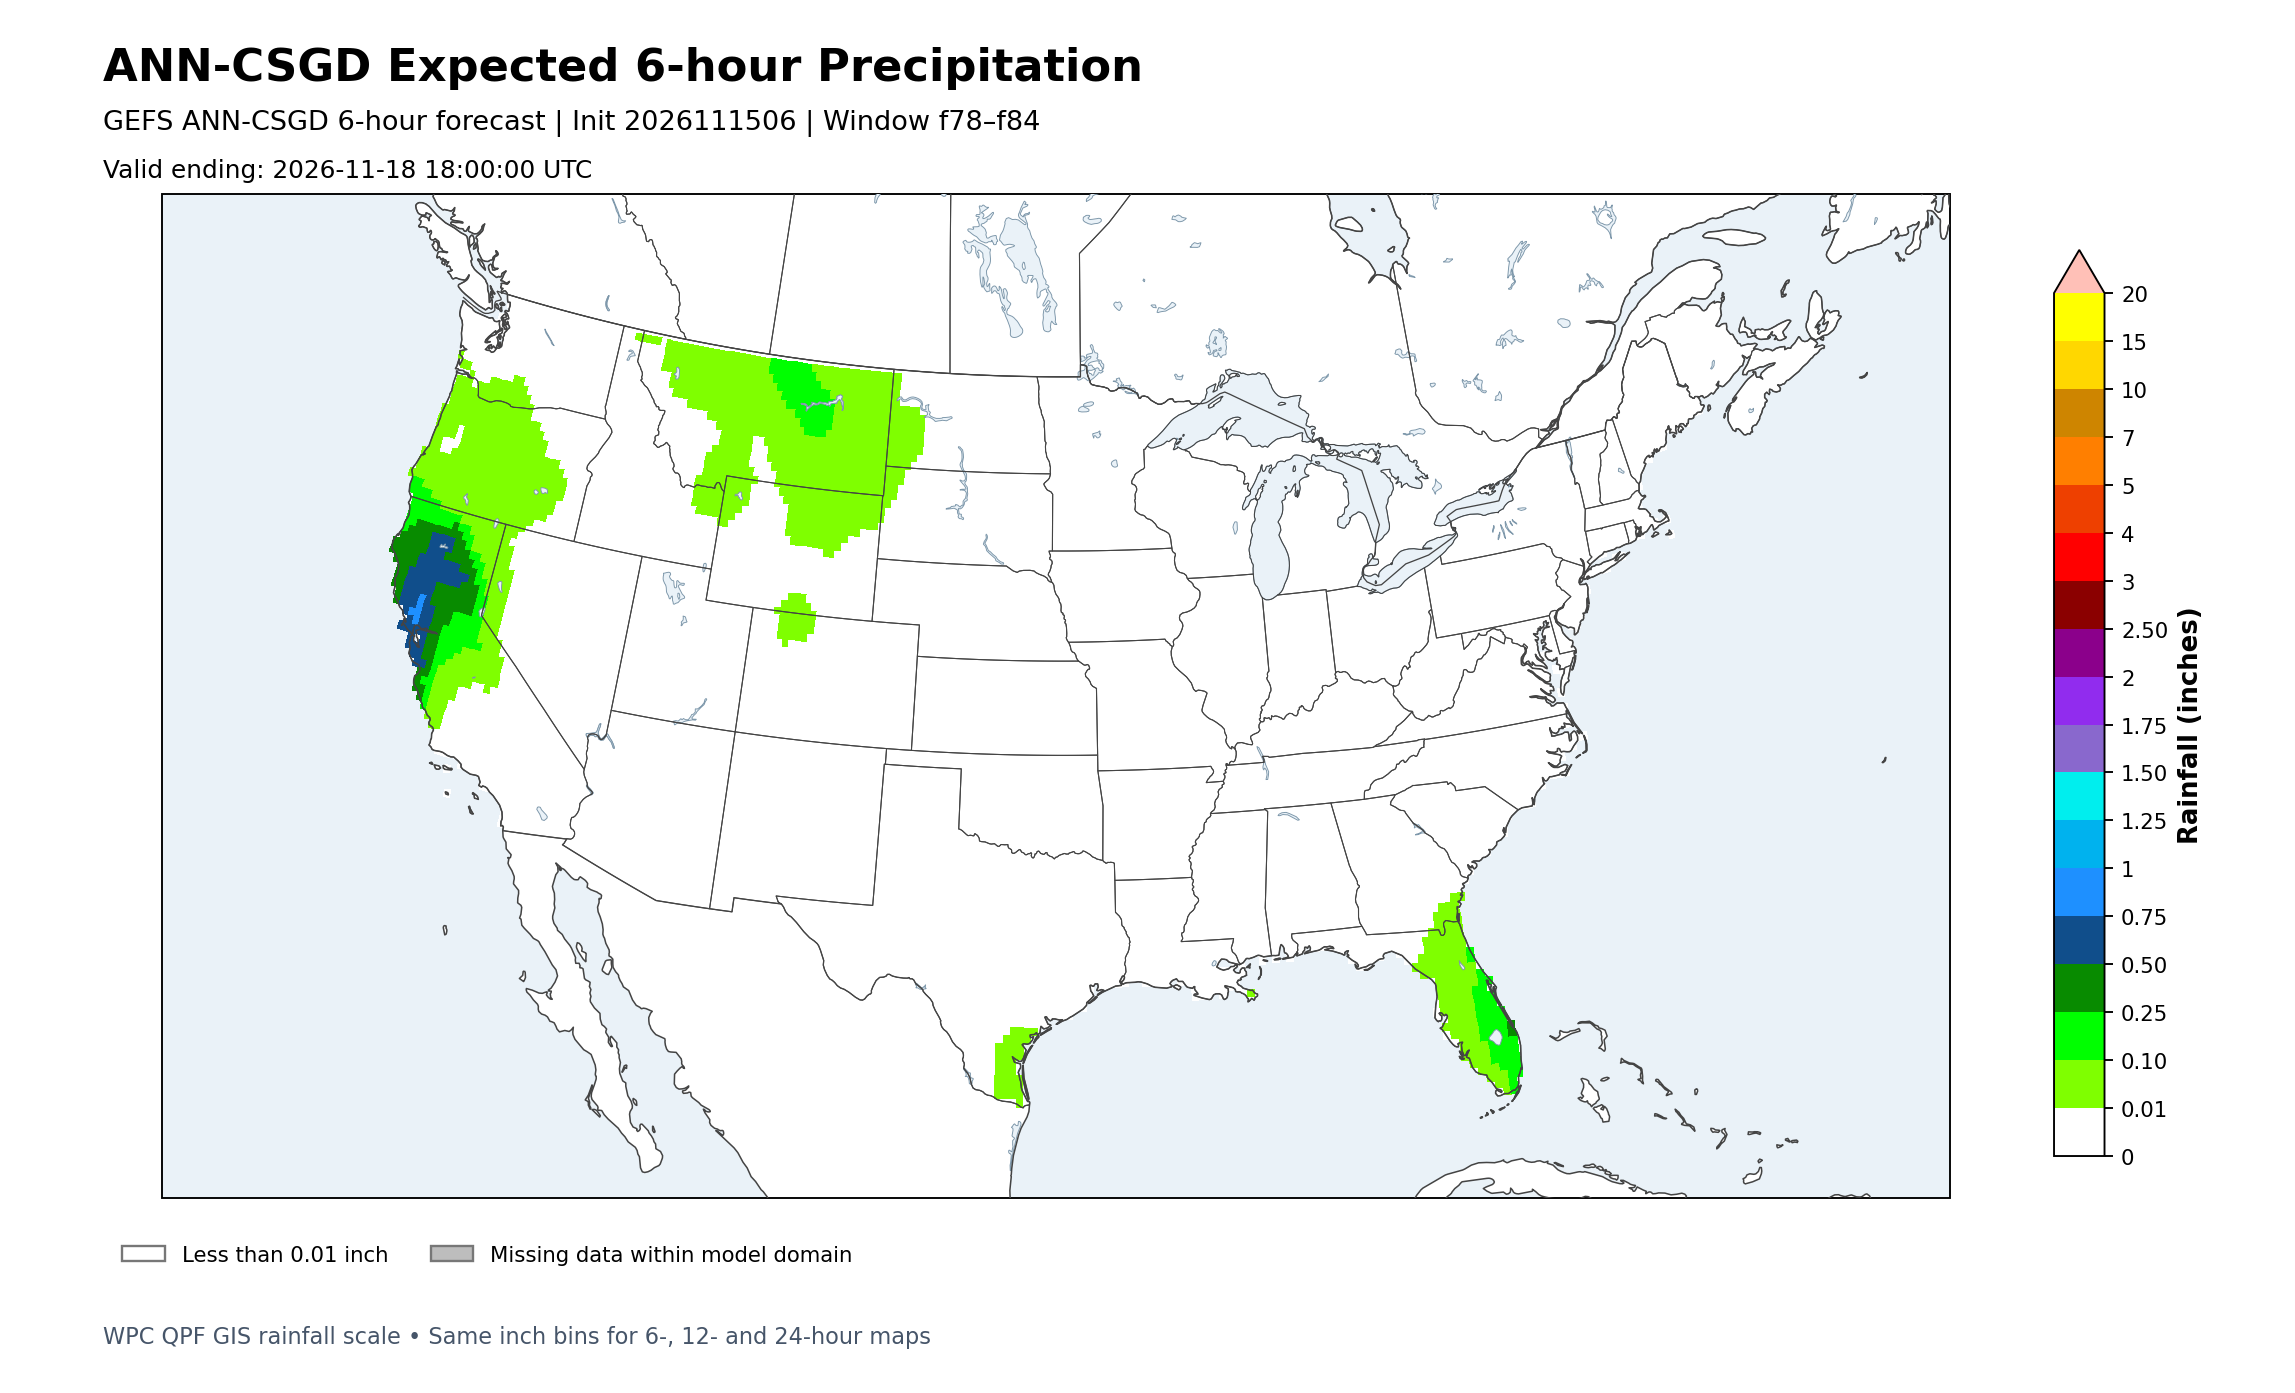 ANN-CSGD Expected 6-hour Precipitation
GEFS ANN-CSGD 6-hour forecast | Init 2026111506 | Window f78–f84
Valid ending: 2026-11-18 18:00:00 UTC
20
15
10
7
5
4
3
2.50
2
1.75
1.50
1.25
1
0.75
0.50
0.25
0.10
0.01
0
Rainfall (inches)
Less than 0.01 inch
Missing data within model domain
WPC QPF GIS rainfall scale • Same inch bins for 6-, 12- and 24-hour maps